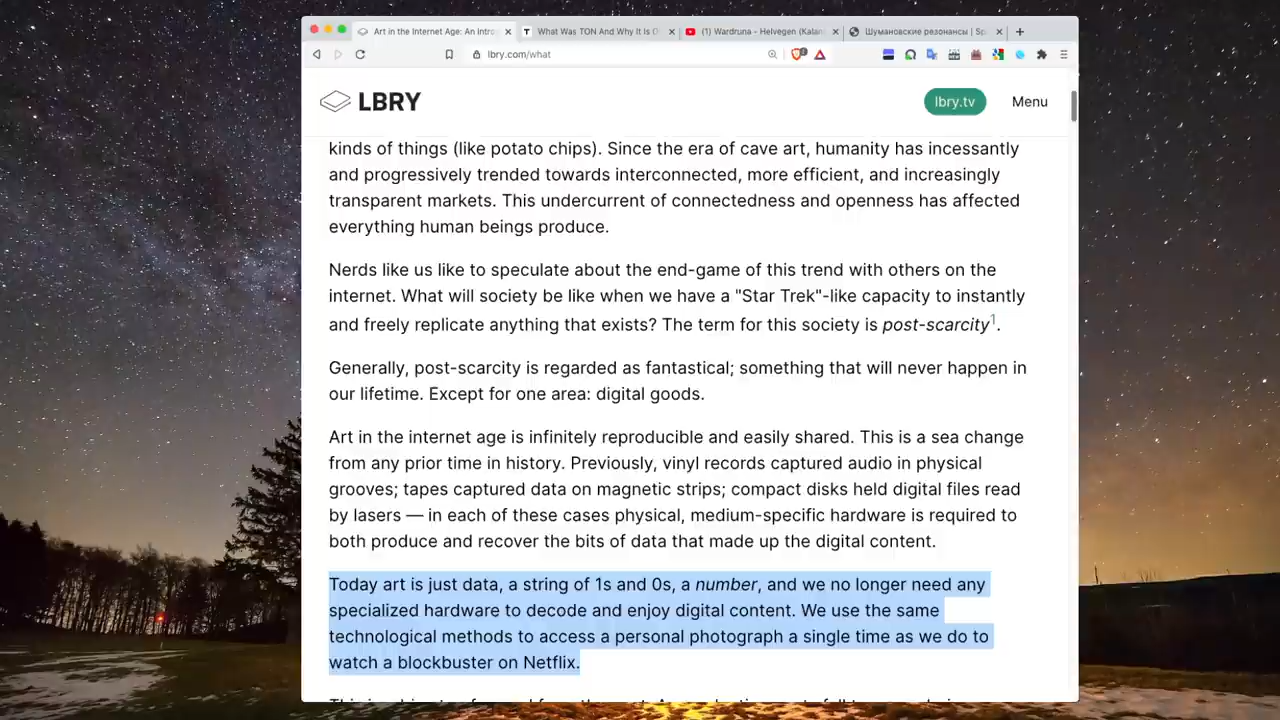 Art in the Internet Age: An Intro
What Was TON And Why It Is O
(1) Wardruna - Helvegen (Kalan
Шумановские резонансы | Sp
lbry.com/what
LBRY
lbry.tv
Menu
kinds of things (like potato chips). Since the era of cave art, humanity has incessantly
and progressively trended towards interconnected, more efficient, and increasingly
transparent markets. This undercurrent of connectedness and openness has affected
everything human beings produce.
Nerds like us like to speculate about the end-game of this trend with others on the
internet. What will society be like when we have a "Star Trek"-like capacity to instantly
and freely replicate anything that exists? The term for this society is post-scarcity1.
Generally, post-scarcity is regarded as fantastical; something that will never happen in
our lifetime. Except for one area: digital goods.
Art in the internet age is infinitely reproducible and easily shared. This is a sea change
from any prior time in history. Previously, vinyl records captured audio in physical
grooves; tapes captured data on magnetic strips; compact disks held digital files read
by lasers — in each of these cases physical, medium-specific hardware is required to
both produce and recover the bits of data that made up the digital content.
Today art is just data, a string of 1s and 0s, a number, and we no longer need any
specialized hardware to decode and enjoy digital content. We use the same
technological methods to access a personal photograph a single time as we do to
watch a blockbuster on Netflix.